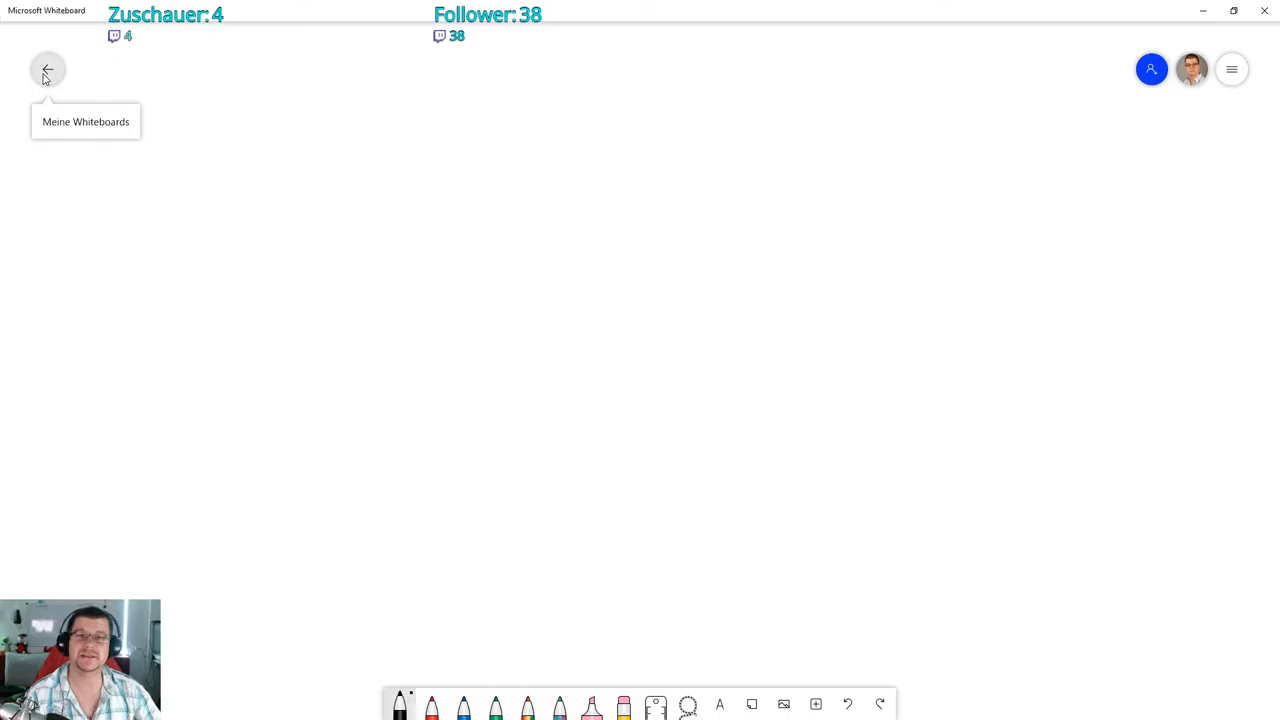 Microsoft Whiteboard
Zuschauer: 4
4
Follower: 38
38
Meine Whiteboards
A